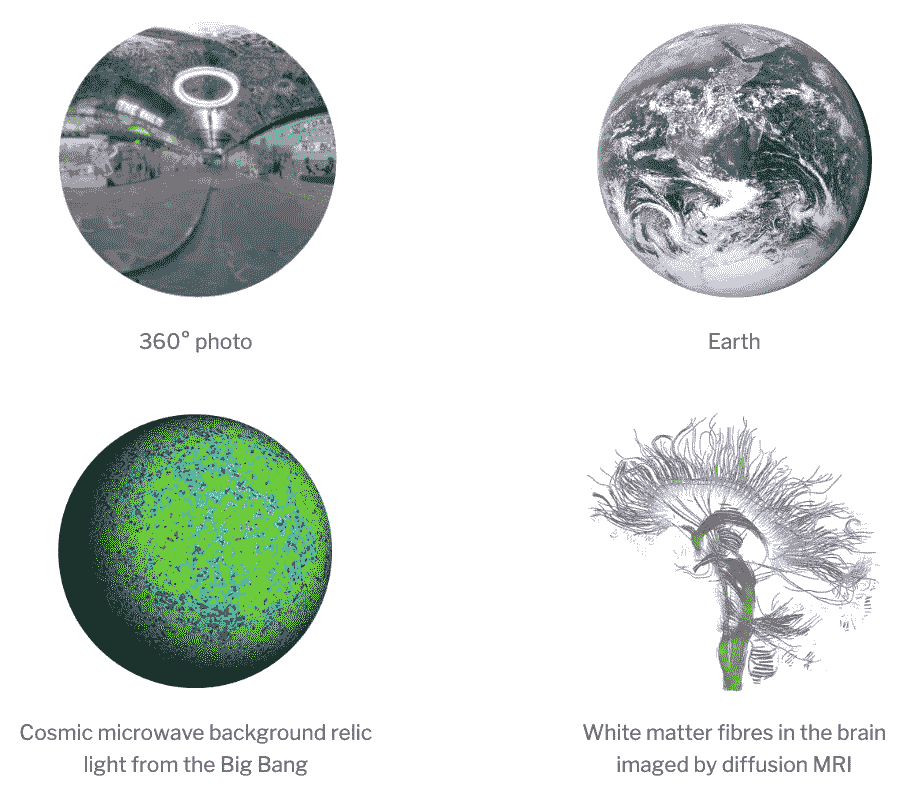 360° photo
Earth
Cosmic microwave background relic
light from the Big Bang
White matter fibres in the brain
imaged by diffusion MRI